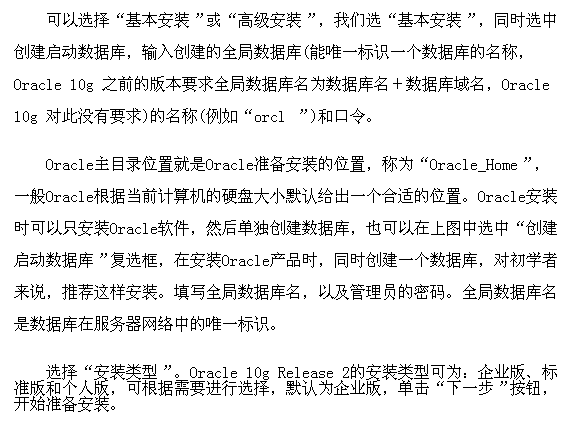 可以选择“基本安装”或“高级安装”，我们选“基本安装”，同时选中
创建启动数据库，输入创建的全局数据库(能唯一标识一个数据库的名称，
Oracle 10g 之前的版本要求全局数据库名为数据库名＋数据库域名，Oracle
10g 对此没有要求)的名称(例如“orcl ”)和口令。
Oracle主目录位置就是Oracle准备安装的位置，称为“Oracle_Home”，
一般Oracle根据当前计算机的硬盘大小默认给出一个合适的位置。Oracle安装
时可以只安装Oracle软件，然后单独创建数据库，也可以在上图中选中“创建
启动数据库”复选框，在安装Oracle产品时，同时创建一个数据库，对初学者
来说，推荐这样安装。填写全局数据库名，以及管理员的密码。全局数据库名
是数据库在服务器网络中的唯一标识。
选择“安装类型”。Oracle 10g Release 2的安装类型可为：企业版、标
准版和个人版，可根据需要进行选择，默认为企业版，单击“下一步”按钮，
开始准备安装。